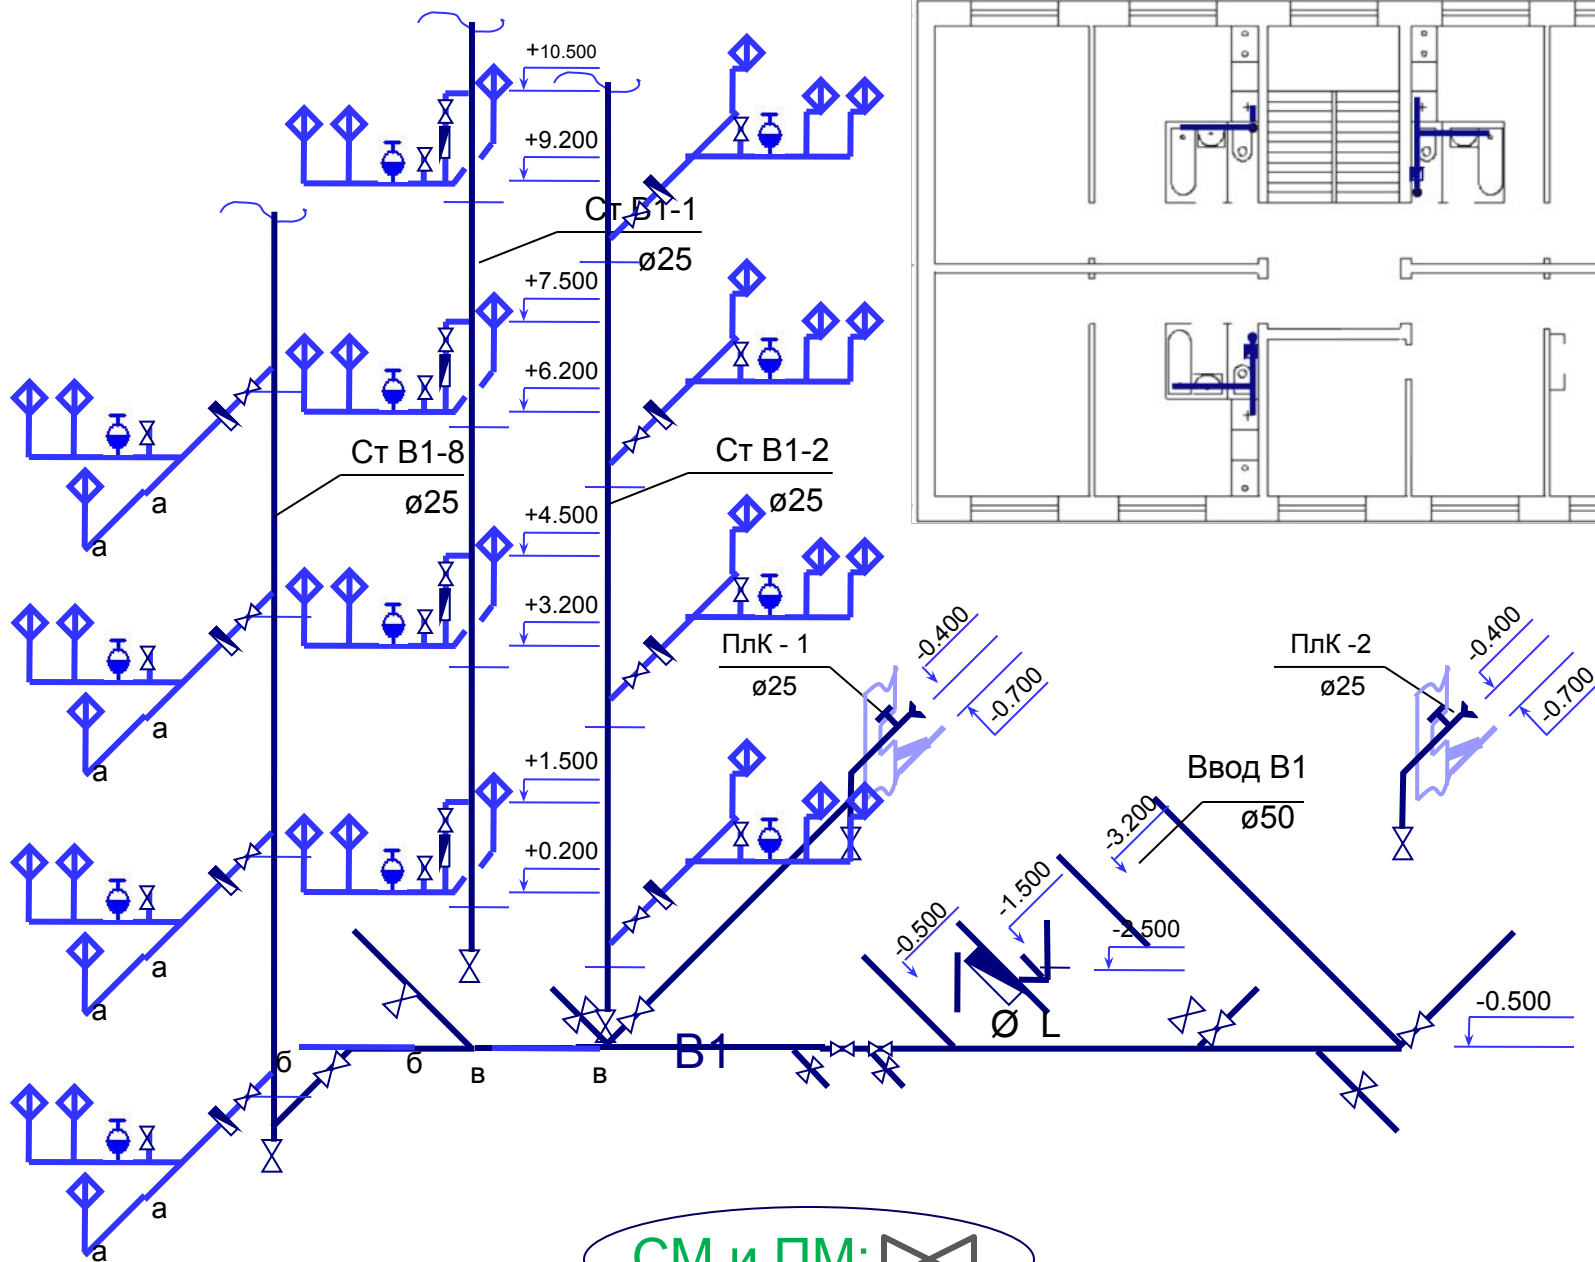 +10.500
+9.200
Ст В1-1
ø25
+7.500
+6.200
Ст В1-8
ø25
Ст В1-2
ø25
+4.500
+3.200
а
а
ПлК - 1
ø25
-0.400
-0.700
ПлК -2
ø25
-0.400
-0.700
а
а
+1.500
+0.200
Ввод В1
ø50
-3.200
-1.500
-2.500
-0.500
а
а
-0.500
Ø L
В1
б
б
в
в
а
а
СМ и ПМ: